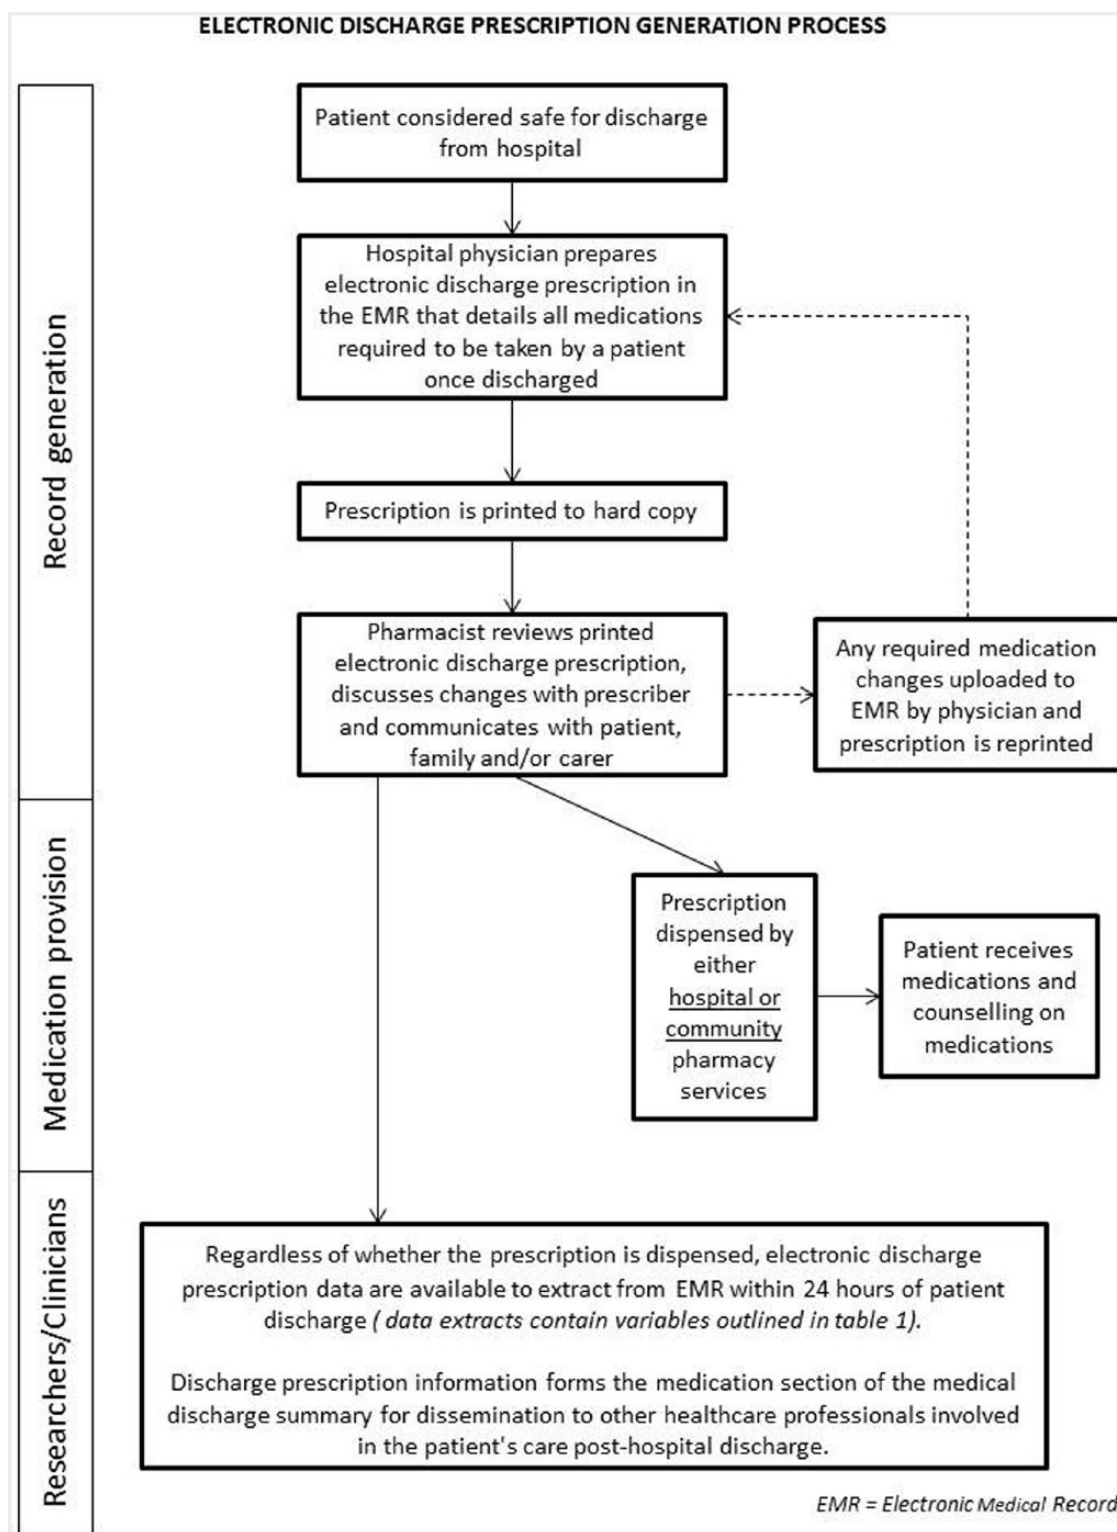 ELECTRONIC DISCHARGE PRESCRIPTION GENERATION PROCESS
Record generation
Patient considered safe for discharge
from hospital
Hospital physician prepares
electronic discharge prescription in
the EMR that details all medications
required to be taken by a patient
once discharged
Prescription is printed to hard copy
Pharmacist reviews printed
electronic discharge prescription,
discusses changes with prescriber
and communicates with patient,
family and/or carer
Any required medication
changes uploaded to
EMR by physician and
prescription is reprinted
Medication provision
Prescription
dispensed by
either
hospital or
community
pharmacy
services
Patient receives
medications and
counselling on
medications
Researchers/Clinicians
Regardless of whether the prescription is dispensed, electronic discharge
prescription data are available to extract from EMR within 24 hours of patient
discharge ( data extracts contain variables outlined in table 1).
Discharge prescription information forms the medication section of the medical
discharge summary for dissemination to other healthcare professionals involved
in the patient's care post-hospital discharge.
EMR = Electronic Medical Record